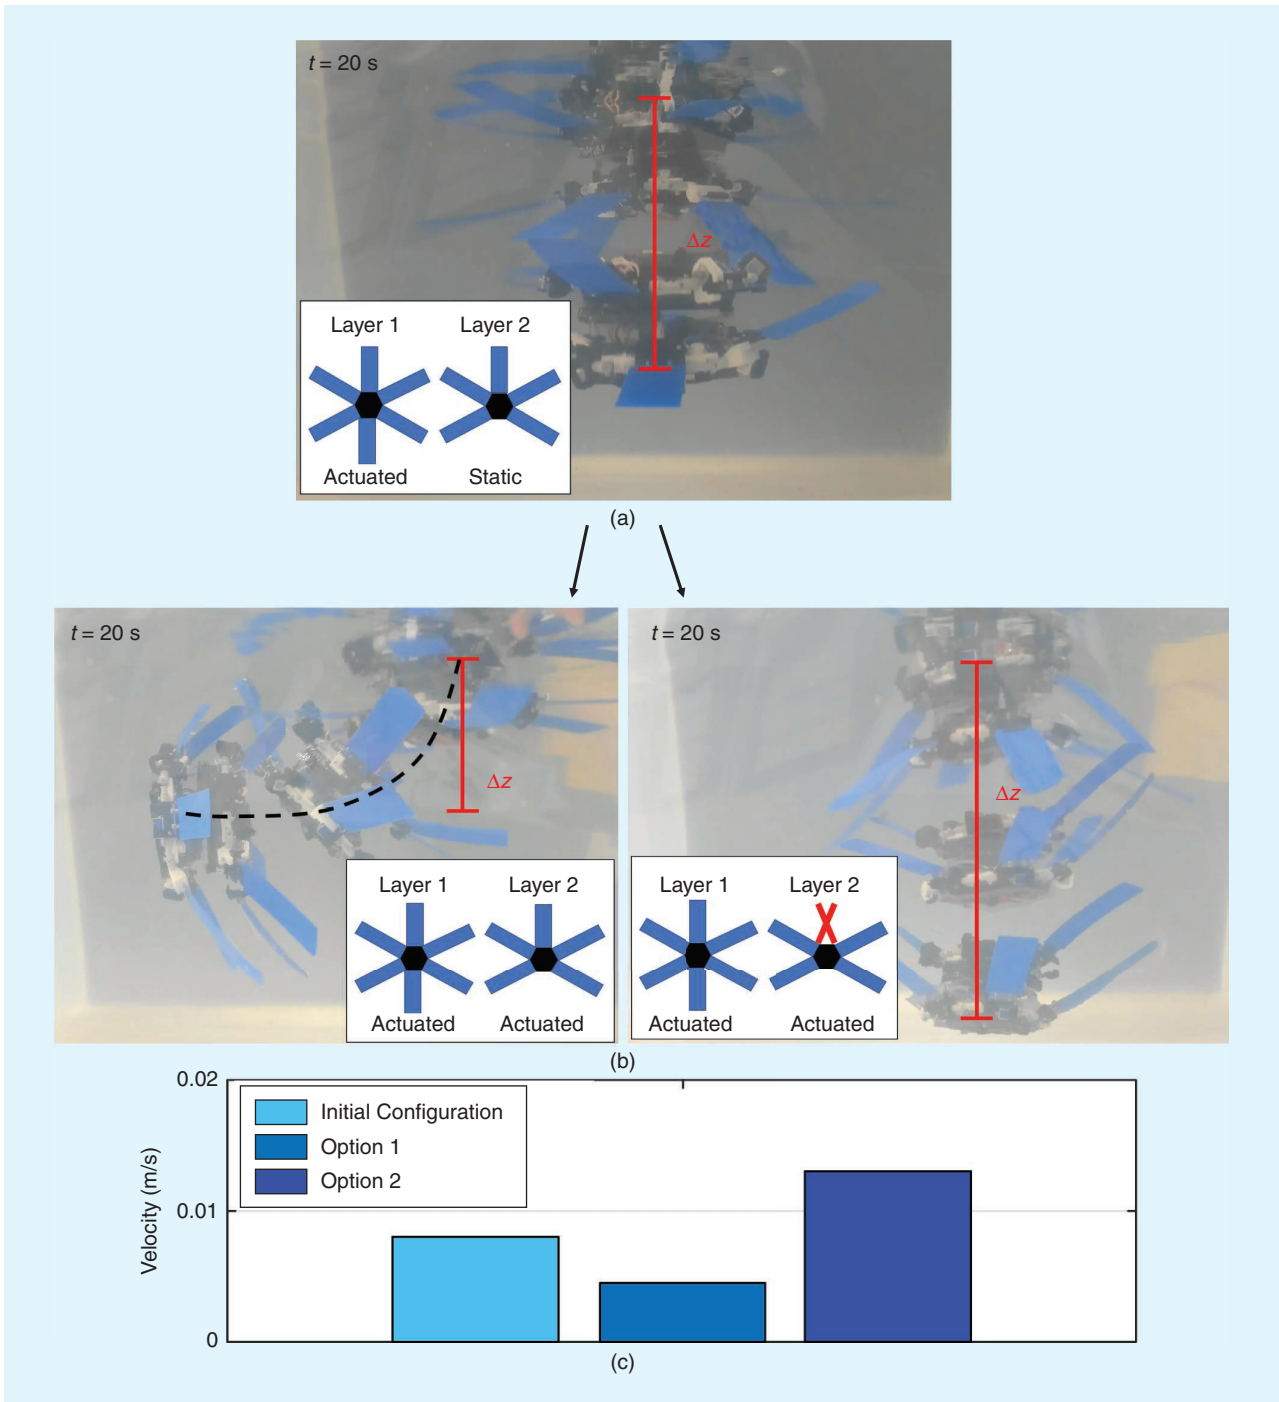 t = 20 s
Δz
Layer 1 Layer 2
Actuated Static
(a)
t = 20 s
Δz
Layer 1 Layer 2
Actuated Actuated
t = 20 s
Δz
Layer 1 Layer 2
Actuated Actuated
(b)
0.02
0.01
0
Velocity (m/s)
Initial Configuration
Option 1
Option 2
(c)